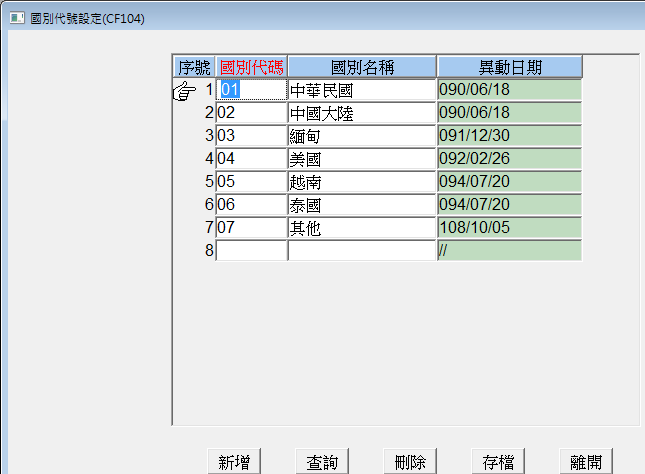 國別代號設定(CF104)
序號 國別代碼 國別名稱 異動日期
1 01 中華民國 090/06/18
2 02 中國大陸 090/06/18
3 03 緬甸 091/12/30
4 04 美國 092/02/26
5 05 越南 094/07/20
6 06 泰國 094/07/20
7 07 其他 108/10/05
8 //
新增 查詢 刪除 存檔 離開